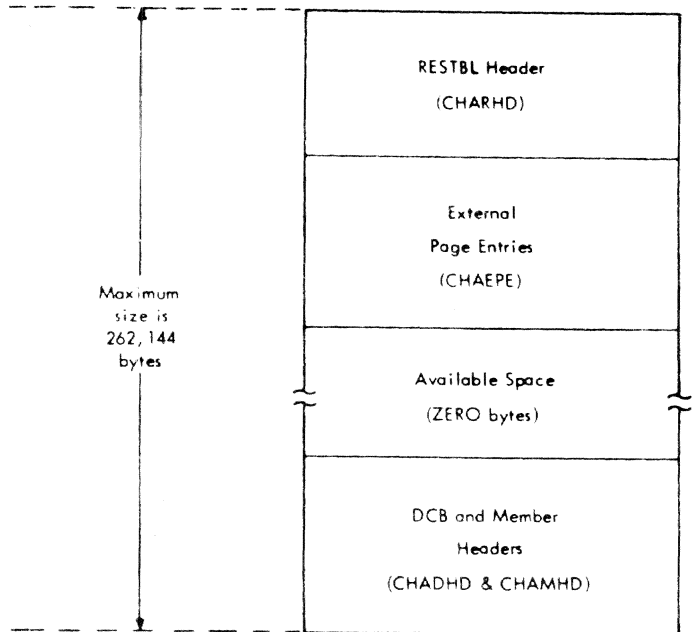 RESTBL Header
(CHARHD)
External
Page Entries
(CHAEPE)
Maximum
size is
262,144
bytes
Available Space
(ZERO bytes)
DCB and Member
Headers
(CHADHD & CHAMHD)